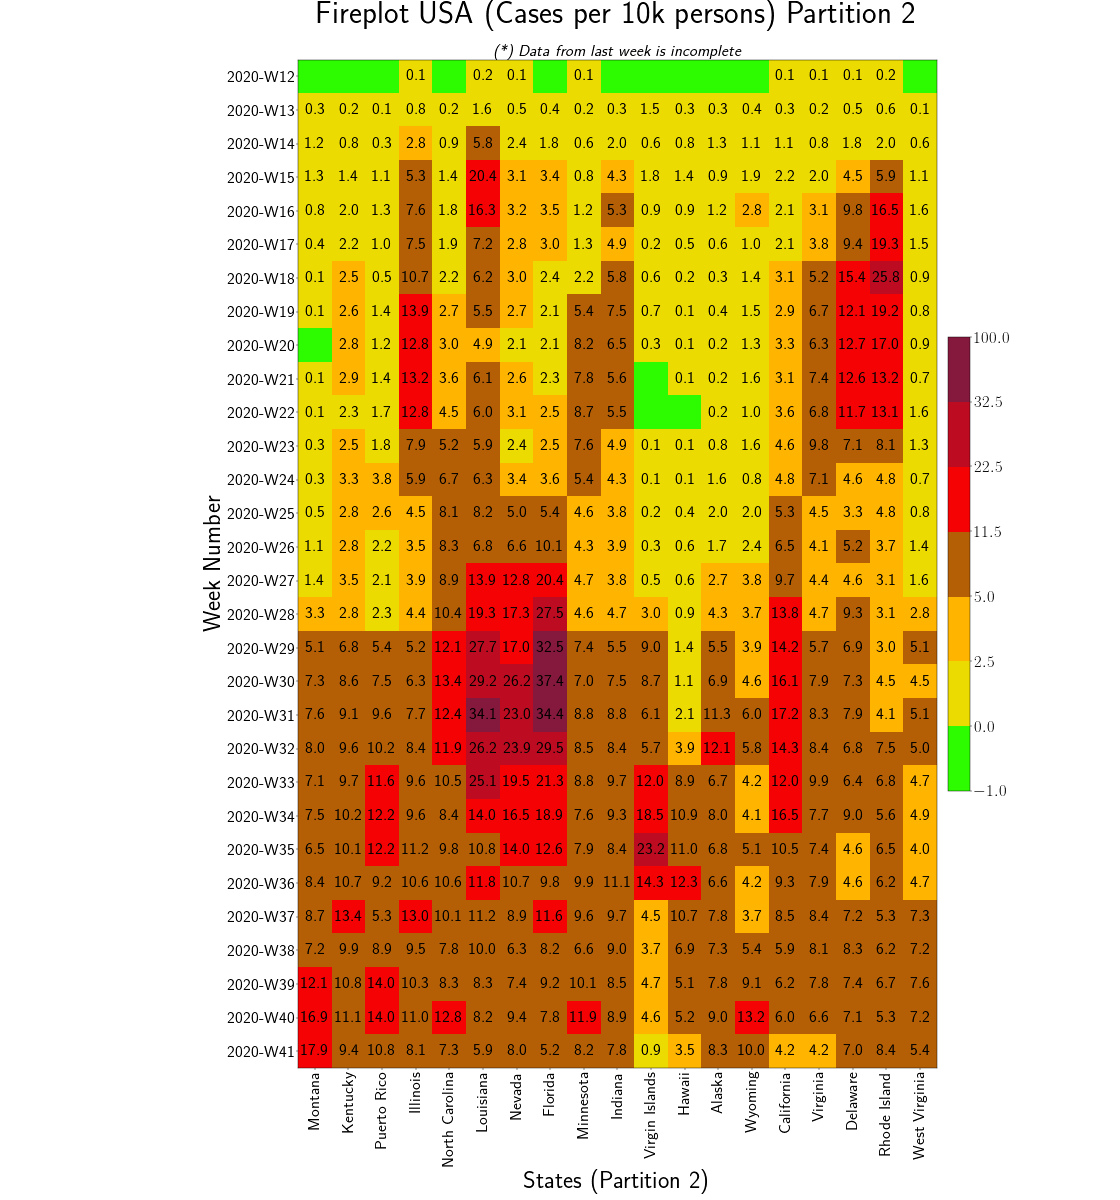 Fireplot USA (Cases per 10k persons) Partition 2
(*) Data from last week is incomplete
2020-W12 0.1 0.2 0.1 0.1 0.1 0.1 0.1 0.2
2020-W13 0.3 0.2 0.1 0.8 0.2 1.6 0.5 0.4 0.2 0.3 1.5 0.3 0.3 0.4 0.3 0.2 0.5 0.6 0.1
2020-W14 1.2 0.8 0.3 2.8 0.9 5.8 2.4 1.8 0.6 2.0 0.6 0.8 1.3 1.1 1.1 0.8 1.8 2.0 0.6
2020-W15 1.3 1.4 1.1 5.3 1.4 20.4 3.1 3.4 0.8 4.3 1.8 1.4 0.9 1.9 2.2 2.0 4.5 5.9 1.1
2020-W16 0.8 2.0 1.3 7.6 1.8 16.3 3.2 3.5 1.2 5.3 0.9 0.9 1.2 2.8 2.1 3.1 9.8 16.5 1.6
2020-W17 0.4 2.2 1.0 7.5 1.9 7.2 2.8 3.0 1.3 4.9 0.2 0.5 0.6 1.0 2.1 3.8 9.4 19.3 1.5
2020-W18 0.1 2.5 0.5 10.7 2.2 6.2 3.0 2.4 2.2 5.8 0.6 0.2 0.3 1.4 3.1 5.2 15.4 25.8 0.9
2020-W19 0.1 2.6 1.4 13.9 2.7 5.5 2.7 2.1 5.4 7.5 0.7 0.1 0.4 1.5 2.9 6.7 12.1 19.2 0.8
2020-W20 2.8 1.2 12.8 3.0 4.9 2.1 2.1 8.2 6.5 0.3 0.1 0.2 1.3 3.3 6.3 12.7 17.0 0.9
2020-W21 0.1 2.9 1.4 13.2 3.6 6.1 2.6 2.3 7.8 5.6 0.1 0.2 1.6 3.1 7.4 12.6 13.2 0.7
2020-W22 0.1 2.3 1.7 12.8 4.5 6.0 3.1 2.5 8.7 5.5 0.2 1.0 3.6 6.8 11.7 13.1 1.6
2020-W23 0.3 2.5 1.8 7.9 5.2 5.9 2.4 2.5 7.6 4.9 0.1 0.1 0.8 1.6 4.6 9.8 7.1 8.1 1.3
2020-W24 0.3 3.3 3.8 5.9 6.7 6.3 3.4 3.6 5.4 4.3 0.1 0.1 1.6 0.8 4.8 7.1 4.6 4.8 0.7
2020-W25 0.5 2.8 2.6 4.5 8.1 8.2 5.0 5.4 4.6 3.8 0.2 0.4 2.0 2.0 5.3 4.5 3.3 4.8 0.8
2020-W26 1.1 2.8 2.2 3.5 8.3 6.8 6.6 10.1 4.3 3.9 0.3 0.6 1.7 2.4 6.5 4.1 5.2 3.7 1.4
2020-W27 1.4 3.5 2.1 3.9 8.9 13.9 12.8 20.4 4.7 3.8 0.5 0.6 2.7 3.8 9.7 4.4 4.6 3.1 1.6
2020-W28 3.3 2.8 2.3 4.4 10.4 19.3 17.3 27.5 4.6 4.7 3.0 0.9 4.3 3.7 13.8 4.7 9.3 3.1 2.8
2020-W29 5.1 6.8 5.4 5.2 12.1 27.7 17.0 32.5 7.4 5.5 9.0 1.4 5.5 3.9 14.2 5.7 6.9 3.0 5.1
2020-W30 7.3 8.6 7.5 6.3 13.4 29.2 26.2 37.4 7.0 7.5 8.7 1.1 6.9 4.6 16.1 7.9 7.3 4.5 4.5
2020-W31 7.6 9.1 9.6 7.7 12.4 34.1 23.0 34.4 8.8 8.8 6.1 2.1 11.3 6.0 17.2 8.3 7.9 4.1 5.1
2020-W32 8.0 9.6 10.2 8.4 11.9 26.2 23.9 29.5 8.5 8.4 5.7 3.9 12.1 5.8 14.3 8.4 6.8 7.5 5.0
2020-W33 7.1 9.7 11.6 9.6 10.5 25.1 19.5 21.3 8.8 9.7 12.0 8.9 6.7 4.2 12.0 9.9 6.4 6.8 4.7
2020-W34 7.5 10.2 12.2 9.6 8.4 14.0 16.5 18.9 7.6 9.3 18.5 10.9 8.0 4.1 16.5 7.7 9.0 5.6 4.9
2020-W35 6.5 10.1 12.2 11.2 9.8 10.8 14.0 12.6 7.9 8.4 23.2 11.0 6.8 5.1 10.5 7.4 4.6 6.5 4.0
2020-W36 8.4 10.7 9.2 10.6 10.6 11.8 10.7 9.8 9.9 11.1 14.3 12.3 6.6 4.2 9.3 7.9 4.6 6.2 4.7
2020-W37 8.7 13.4 5.3 13.0 10.1 11.2 8.9 11.6 9.6 9.7 4.5 10.7 7.8 3.7 8.5 8.4 7.2 5.3 7.3
2020-W38 7.2 9.9 8.9 9.5 7.8 10.0 6.3 8.2 6.6 9.0 3.7 6.9 7.3 5.4 5.9 8.1 8.3 6.2 7.2
2020-W39 12.1 10.8 14.0 10.3 8.3 8.3 7.4 9.2 10.1 8.5 4.7 5.1 7.8 9.1 6.2 7.8 7.4 6.7 7.6
2020-W40 16.9 11.1 14.0 11.0 12.8 8.2 9.4 7.8 11.9 8.9 4.6 5.2 9.0 13.2 6.0 6.6 7.1 5.3 7.2
2020-W41 17.9 9.4 10.8 8.1 7.3 5.9 8.0 5.2 8.2 7.8 0.9 3.5 8.3 10.0 4.2 4.2 7.0 8.4 5.4
Week Number
Montana
Kentucky
Puerto Rico
Illinois
North Carolina
Louisiana
Nevada
Florida
Minnesota
Indiana
Virgin Islands
Hawaii
Alaska
Wyoming
California
Virginia
Delaware
Rhode Island
West Virginia
States (Partition 2)
100.0
32.5
22.5
11.5
5.0
2.5
0.0
−1.0